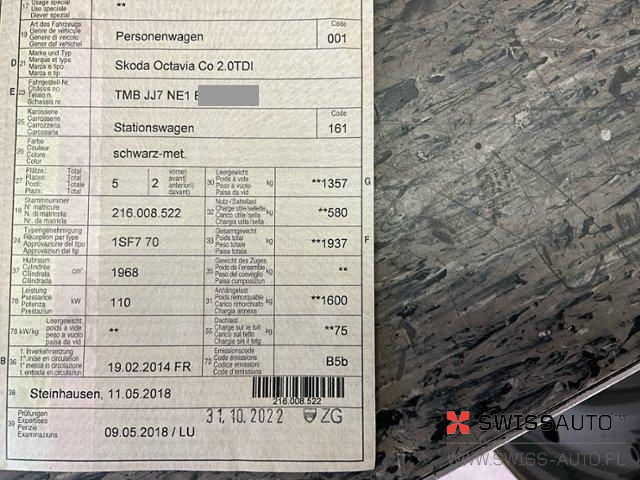 17 Usage spécial
Uso speciale
Diever spezial
**
19 Art des Fahrzeugs
Genre de véhicule
Genere di veicolo
Gener dal vehichel
Personenwagen
Code
001
D 21 Marke und Typ
Marque et type
Marca e tipo
Marca e tip
Skoda Octavia Co 2.0TDI
E 23 Fahrgestell-Nr.
Châssis no
Telaio n.
Schassis nr.
TMB JJ7 NE1
25 Karosserie
Carrosserie
Carrozzeria
Carrossaria
Stationswagen
Code
161
26 Farbe
Couleur
Colore
Colur
schwarz-met.
27 Plätze: Total
Places: Total
Posti: Totale
Plazs: Total
5
2
vorne)
avant)
anteriori)
davant)
30 Leergewicht
Poids à vide
Peso a vuoto
Paisa da vid
kg
**1357
G
18 Stammnummer
N° matricule
N. di matricola
Nr. da matricla
216.008.522
32 Nutz-/Sattellast
Charge utile/sellette
Carico utile/sella
Chargia utila/sella
kg
**580
24 Typengenehmigung
Réception par type
Approvazione del tipo
Approvaziun dal tip
1SF7 70
33 Gesamtgewicht
Poids total
Peso totale
Paisa totala
kg
**1937
F
37 Hubraum
Cylindrée
Cilindrata
Cilindrada
cm³
1968
35 Gewicht des Zuges
Poids de l'ensemble
Peso del convoglio
Paisa cumposiziun
kg
**
76 Leistung
Puissance
Potenza
Prestaziun
kW
110
31 Anhängelast
Poids remorquable
Carico rimorchiato
Chargia annexa
kg
**1600
78 kW/kg
Leergewicht
poids à vide
peso a vuoto
paisa da vid
**
55 Dachlast
Charge sur le toit
Carico sul tetto
Chargia sin il tetg
kg
**75
B 36 1. Inverkehrsetzung
1re mise en circulation
1a messa in circolazione
1. entrada en circulaziun
19.02.2014 FR
72 Emissionscode
Code émissions
Codice emissioni
Code d'emissiuns
B5b
38 Steinhausen, 11.05.2018
216.008.522
39 Prüfungen
Expertises
Perizie
Examinaziuns
09.05.2018 / LU
31.10.2022 ZG
SWISSAUTO™
WWW.SWISS-AUTO.PL